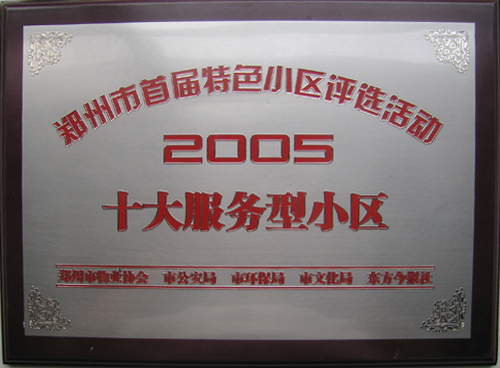 郑州市首届特色小区评选活动
2005
十大服务型小区
郑州市物业协会 市公安局 市环保局 市文化局 东方今报社